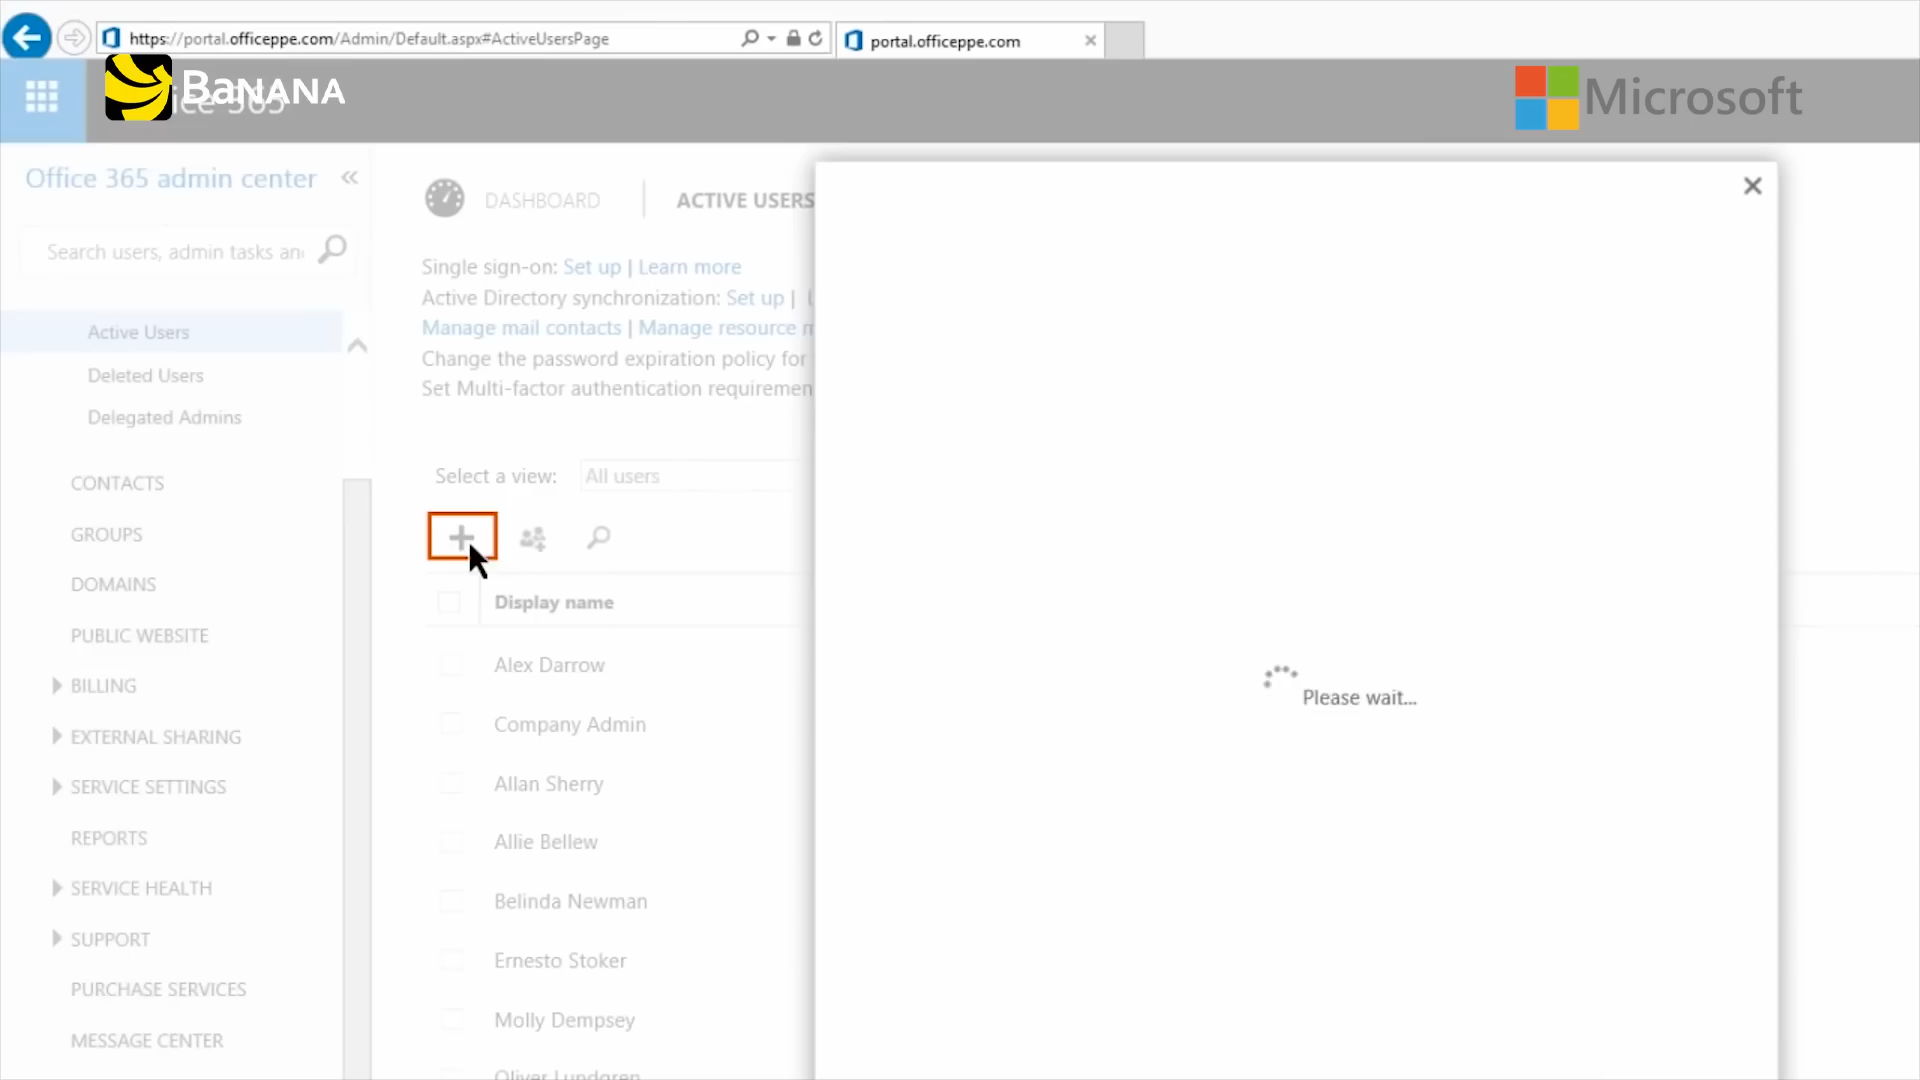 https://portal.officeppe.com/Admin/Default.aspx#ActiveUsersPage
portal.officeppe.com
BANANA
ice 365
Microsoft
Office 365 admin center
Search users, admin tasks an
Active Users
Deleted Users
Delegated Admins
CONTACTS
GROUPS
DOMAINS
PUBLIC WEBSITE
BILLING
EXTERNAL SHARING
SERVICE SETTINGS
REPORTS
SERVICE HEALTH
SUPPORT
PURCHASE SERVICES
MESSAGE CENTER
DASHBOARD
ACTIVE USERS
Single sign-on: Set up | Learn more
Active Directory synchronization: Set up |
Manage mail contacts | Manage resource
Change the password expiration policy for
Set Multi-factor authentication requiremen
Select a view: All users
Display name
Alex Darrow
Company Admin
Allan Sherry
Allie Bellew
Belinda Newman
Ernesto Stoker
Molly Dempsey
Oliver Lundgren
Please wait...